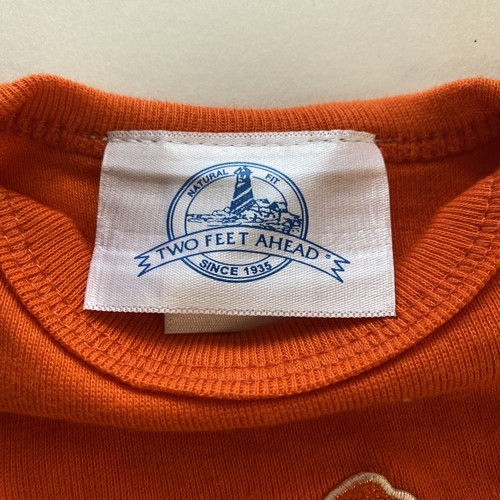 NATURAL FIT
TWO FEET AHEAD ®
SINCE 1935